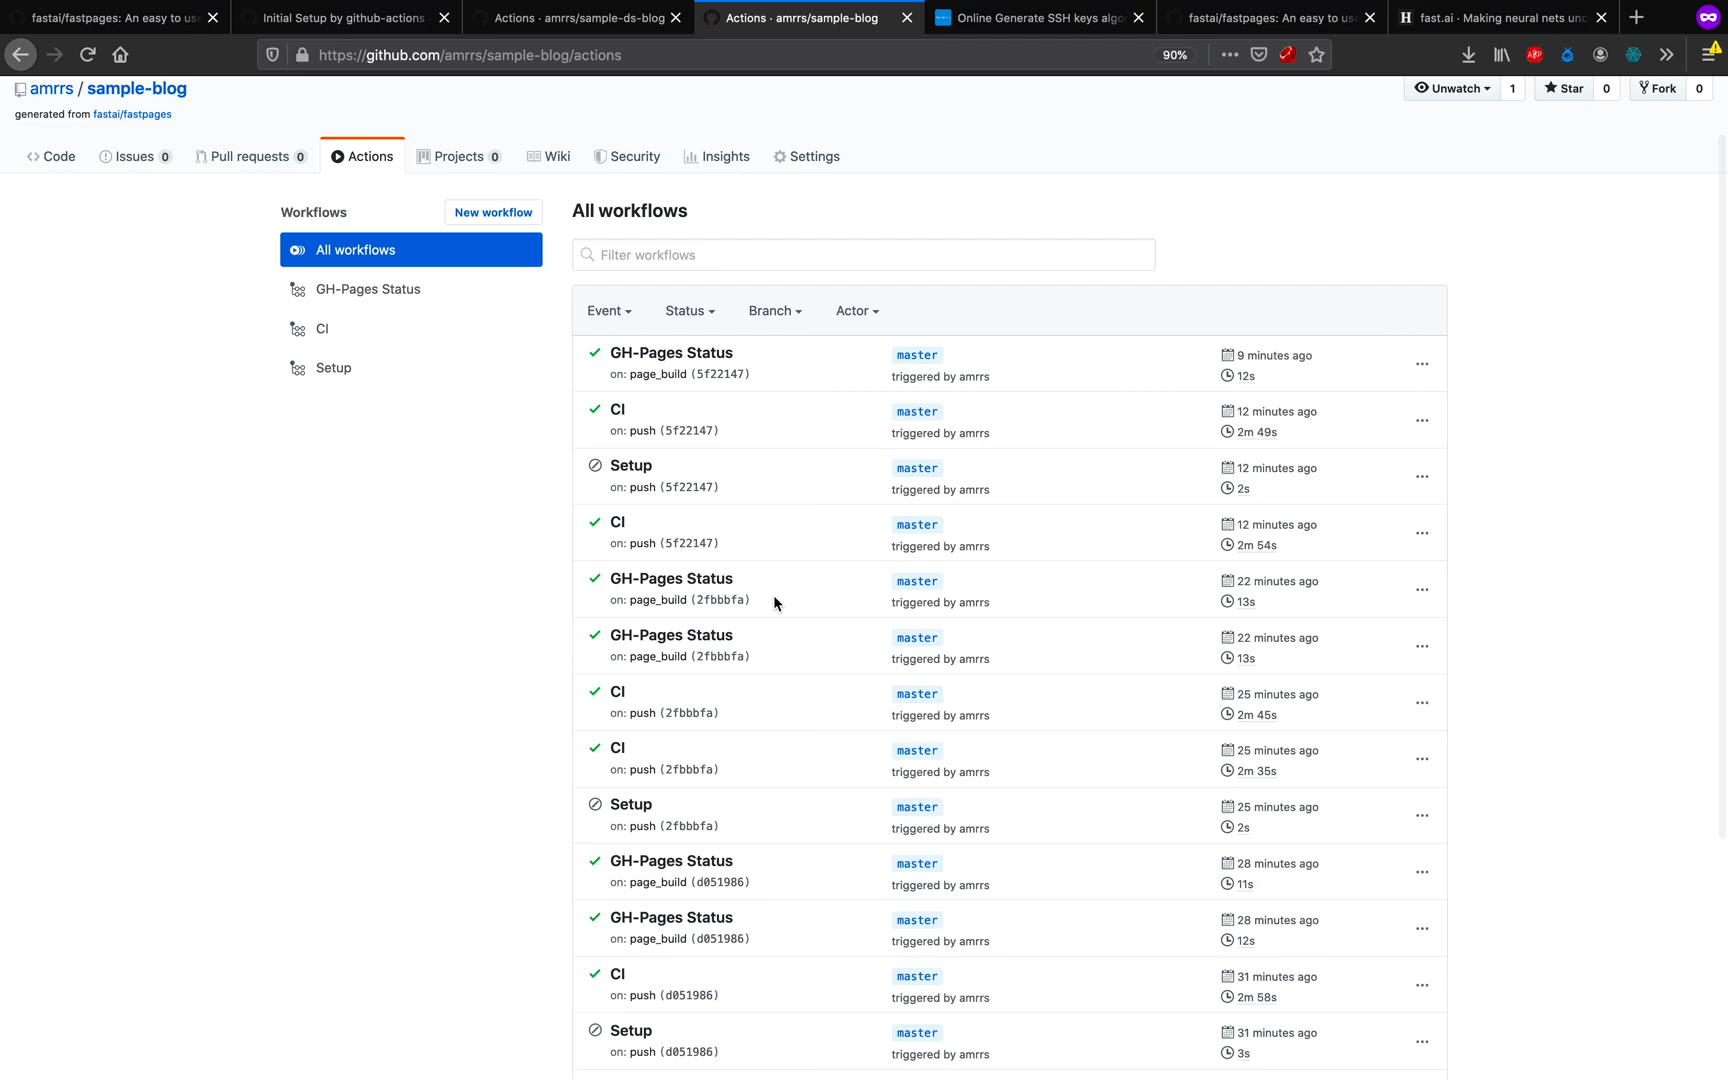 fastai/fastpages: An easy to us
Initial Setup by github-actions
Actions · amrrs/sample-ds-blog
Actions · amrrs/sample-blog
Online Generate SSH keys algo
fastai/fastpages: An easy to us
H fast.ai · Making neural nets unc
https://github.com/amrrs/sample-blog/actions
90%
ABP
amrrs / sample-blog
Unwatch 1
Star 0
Fork 0
generated from fastai/fastpages
Code
Issues 0
Pull requests 0
Actions
Projects 0
Wiki
Security
Insights
Settings
Workflows
New workflow
All workflows
GH-Pages Status
CI
Setup
All workflows
Filter workflows
Event
Status
Branch
Actor
GH-Pages Status
on: page_build (5f22147)
master
triggered by amrrs
9 minutes ago
12s
CI
on: push (5f22147)
master
triggered by amrrs
12 minutes ago
2m 49s
Setup
on: push (5f22147)
master
triggered by amrrs
12 minutes ago
2s
CI
on: push (5f22147)
master
triggered by amrrs
12 minutes ago
2m 54s
GH-Pages Status
on: page_build (2fbbbfa)
master
triggered by amrrs
22 minutes ago
13s
GH-Pages Status
on: page_build (2fbbbfa)
master
triggered by amrrs
22 minutes ago
13s
CI
on: push (2fbbbfa)
master
triggered by amrrs
25 minutes ago
2m 45s
CI
on: push (2fbbbfa)
master
triggered by amrrs
25 minutes ago
2m 35s
Setup
on: push (2fbbbfa)
master
triggered by amrrs
25 minutes ago
2s
GH-Pages Status
on: page_build (d051986)
master
triggered by amrrs
28 minutes ago
11s
GH-Pages Status
on: page_build (d051986)
master
triggered by amrrs
28 minutes ago
12s
CI
on: push (d051986)
master
triggered by amrrs
31 minutes ago
2m 58s
Setup
on: push (d051986)
master
triggered by amrrs
31 minutes ago
3s